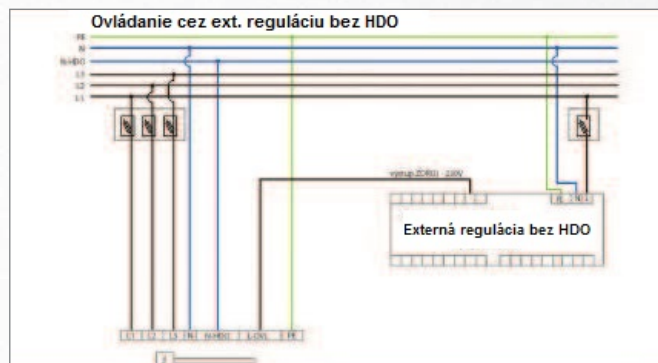 Ovládanie cez ext. reguláciu bez HDO
PE
N
N-HDO
L3
L2
L1
výstup ZDROJ - 230V
N
Externá regulácia bez HDO
L1 L2 L3 N N-HDO L-OVL PE